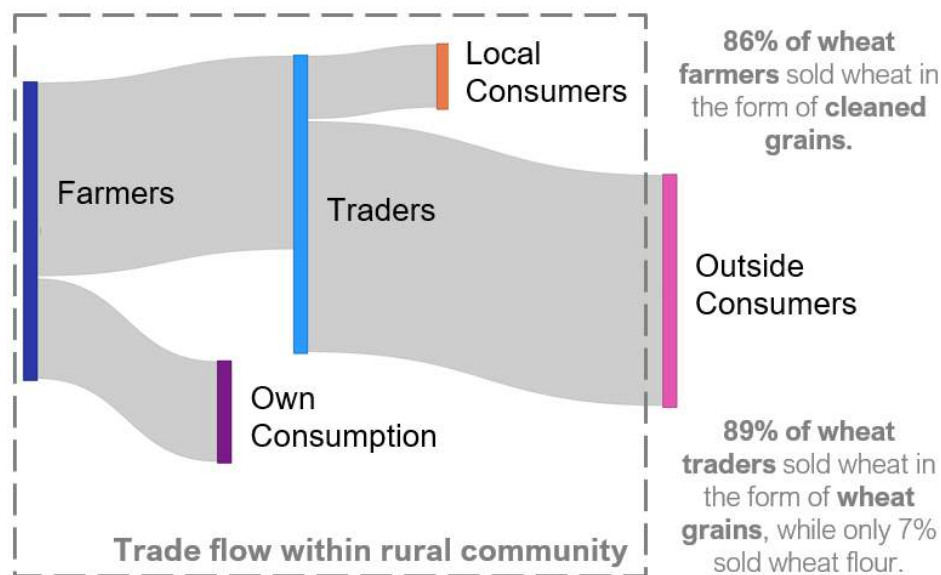 Local
Consumers
Farmers
Traders
Own
Consumption
Outside
Consumers
Trade flow within rural community
86% of wheat
farmers sold wheat in
the form of cleaned
grains.
89% of wheat
traders sold wheat in
the form of wheat
grains, while only 7%
sold wheat flour.